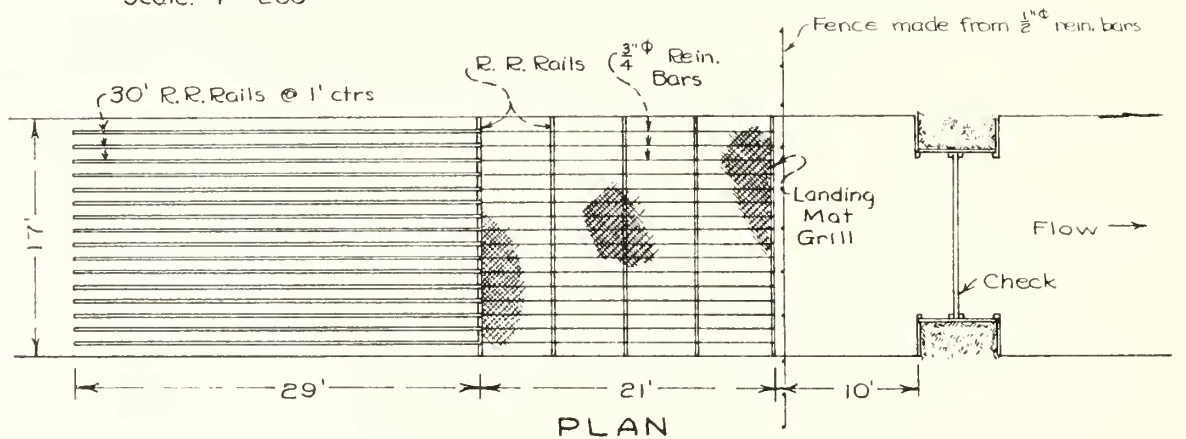 Fence made from 1/2"Φ rein. bars
R. R. Rails
3/4"Φ Rein.
Bars
30' R.R. Rails @ 1' ctrs
17'
Landing
Mat
Grill
Flow
Check
29'
21'
10'
PLAN